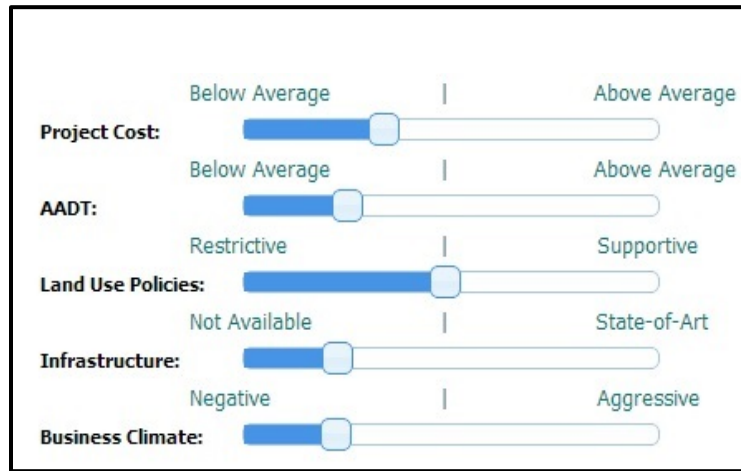 Below Average | Above Average
Project Cost:
Below Average | Above Average
AADT:
Restrictive | Supportive
Land Use Policies:
Not Available | State-of-Art
Infrastructure:
Negative | Aggressive
Business Climate: